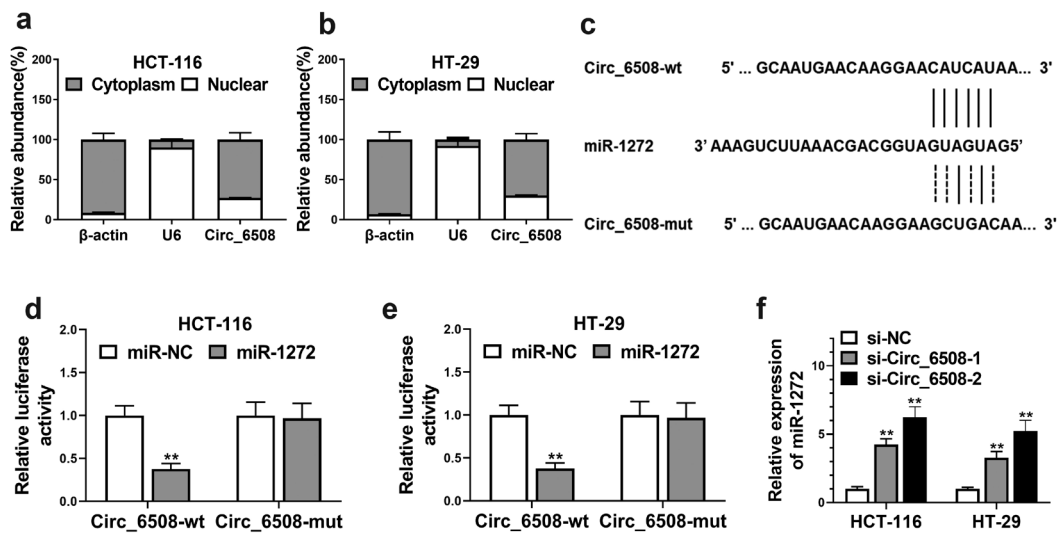 a
HCT-116
Cytoplasm Nuclear
Relative abundance(%)
200
150
100
50
0
β-actin U6 Circ_6508
b
HT-29
Cytoplasm Nuclear
Relative abundance(%)
200
150
100
50
0
β-actin U6 Circ_6508
c
Circ_6508-wt 5' ... GCAAUGAACAAGGAACAUCAUAA... 3'
miR-1272 3' AAAGUCUUAAACGACGGUAGUAGUAG5'
Circ_6508-mut 5' ... GCAAUGAACAAGGAAGCUGACAA... 3'
d
HCT-116
miR-NC miR-1272
Relative luciferase
activity
2.0
1.5
1.0
0.5
0.0
**
Circ_6508-wt Circ_6508-mut
e
HT-29
miR-NC miR-1272
Relative luciferase
activity
2.0
1.5
1.0
0.5
0.0
**
Circ_6508-wt Circ_6508-mut
f
si-NC
si-Circ_6508-1
si-Circ_6508-2
Relative expression
of miR-1272
10
5
0
** ** ** **
HCT-116 HT-29